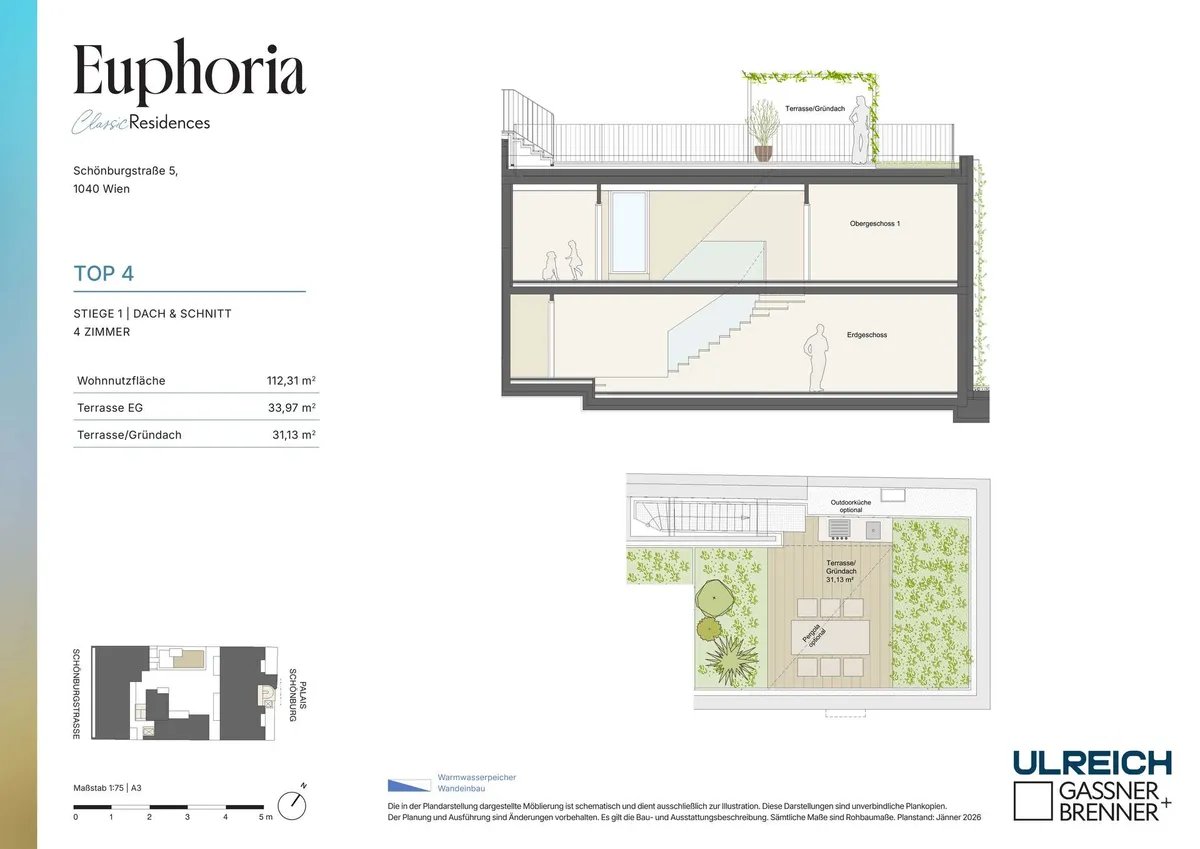 Euphoria
Classic Residences
Schönburgstraße 5,
1040 Wien
TOP 4
STIEGE 1 | DACH & SCHNITT
4 ZIMMER
Wohnnutzfläche 112,31 m²
Terrasse EG 33,97 m²
Terrasse/Gründach 31,13 m²
Terrasse/Gründach
Obergeschoss 1
Erdgeschoss
Outdoorküche
optional
Terrasse/
Gründach
31,13 m²
Pergola
optional
SCHÖNBURGSTRASSE
PALAIS
SCHÖNBURG
Maßstab 1:75 | A3
0 1 2 3 4 5 m
N
Warmwasserpeicher
Wandeinbau
Die in der Plandarstellung dargestellte Möblierung ist schematisch und dient ausschließlich zur Illustration. Diese Darstellungen sind unverbindliche Plankopien.
Der Planung und Ausführung sind Änderungen vorbehalten. Es gilt die Bau- und Ausstattungsbeschreibung. Sämtliche Maße sind Rohbaumaße. Planstand: Jänner 2026
ULREICH
GASSNER
BRENNER+